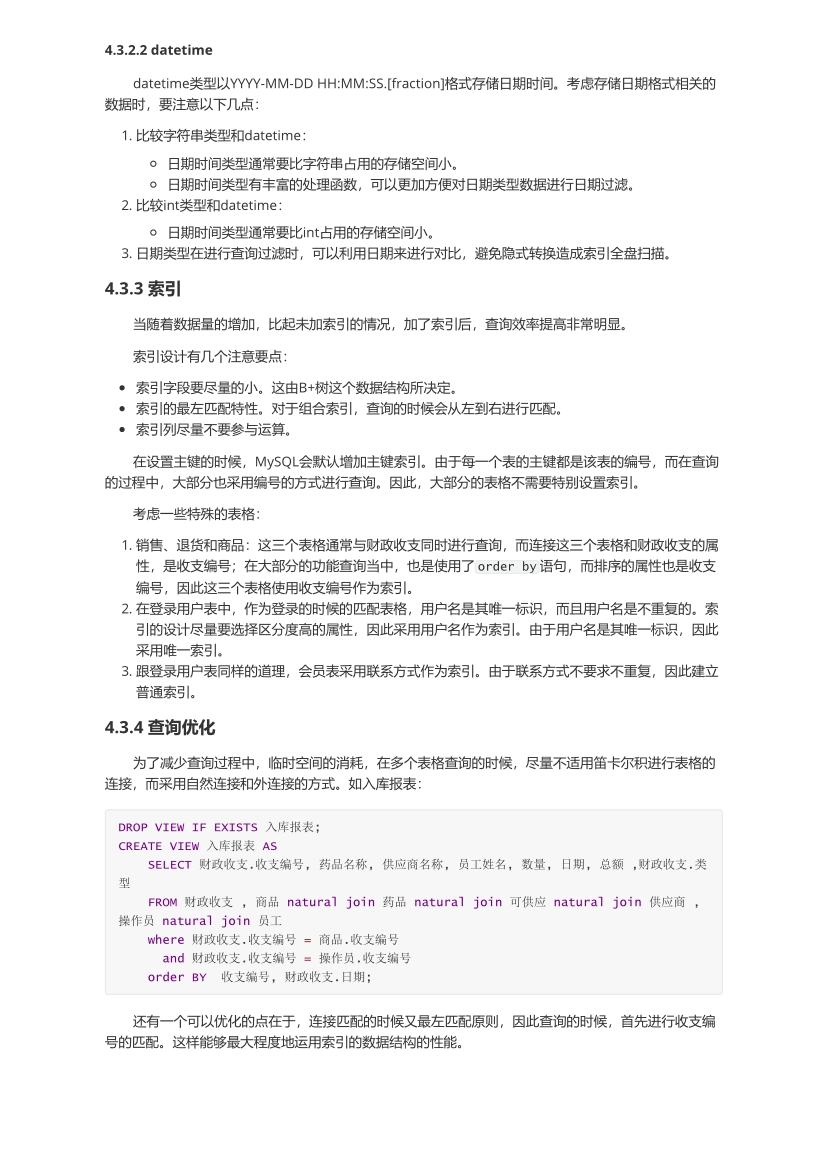 4.3.2.2 datetime
datetime类型以YYYY-MM-DD HH:MM:SS.[fraction]格式存储日期时间。考虑存储日期格式相关的
数据时，要注意以下几点：
1. 比较字符串类型和datetime：
日期时间类型通常要比字符串占用的存储空间小。
日期时间类型有丰富的处理函数，可以更加方便对日期类型数据进行日期过滤。
2. 比较int类型和datetime：
日期时间类型通常要比int占用的存储空间小。
3. 日期类型在进行查询过滤时，可以利用日期来进行对比，避免隐式转换造成索引全盘扫描。
4.3.3 索引
当随着数据量的增加，比起未加索引的情况，加了索引后，查询效率提高非常明显。
索引设计有几个注意要点：
索引字段要尽量的小。这由B+树这个数据结构所决定。
索引的最左匹配特性。对于组合索引，查询的时候会从左到右进行匹配。
索引列尽量不要参与运算。
在设置主键的时候，MySQL会默认增加主键索引。由于每一个表的主键都是该表的编号，而在查询
的过程中，大部分也采用编号的方式进行查询。因此，大部分的表格不需要特别设置索引。
考虑一些特殊的表格：
1. 销售、退货和商品：这三个表格通常与财政收支同时进行查询，而连接这三个表格和财政收支的属
性，是收支编号；在大部分的功能查询当中，也是使用了 order by 语句，而排序的属性也是收支
编号，因此这三个表格使用收支编号作为索引。
2. 在登录用户表中，作为登录的时候的匹配表格，用户名是其唯一标识，而且用户名是不重复的。索
引的设计尽量要选择区分度高的属性，因此采用用户名作为索引。由于用户名是其唯一标识，因此
采用唯一索引。
3. 跟登录用户表同样的道理，会员表采用联系方式作为索引。由于联系方式不要求不重复，因此建立
普通索引。
4.3.4 查询优化
为了减少查询过程中，临时空间的消耗，在多个表格查询的时候，尽量不适用笛卡尔积进行表格的
连接，而采用自然连接和外连接的方式。如入库报表：
DROP VIEW IF EXISTS 入库报表;
CREATE VIEW 入库报表 AS
SELECT 财政收支.收支编号, 药品名称, 供应商名称, 员工姓名, 数量, 日期, 总额 ,财政收支.类
型
FROM 财政收支 , 商品 natural join 药品 natural join 可供应 natural join 供应商 ,
操作员 natural join 员工
where 财政收支.收支编号 = 商品.收支编号
and 财政收支.收支编号 = 操作员.收支编号
order BY 收支编号, 财政收支.日期;
还有一个可以优化的点在于，连接匹配的时候又最左匹配原则，因此查询的时候，首先进行收支编
号的匹配。这样能够最大程度地运用索引的数据结构的性能。